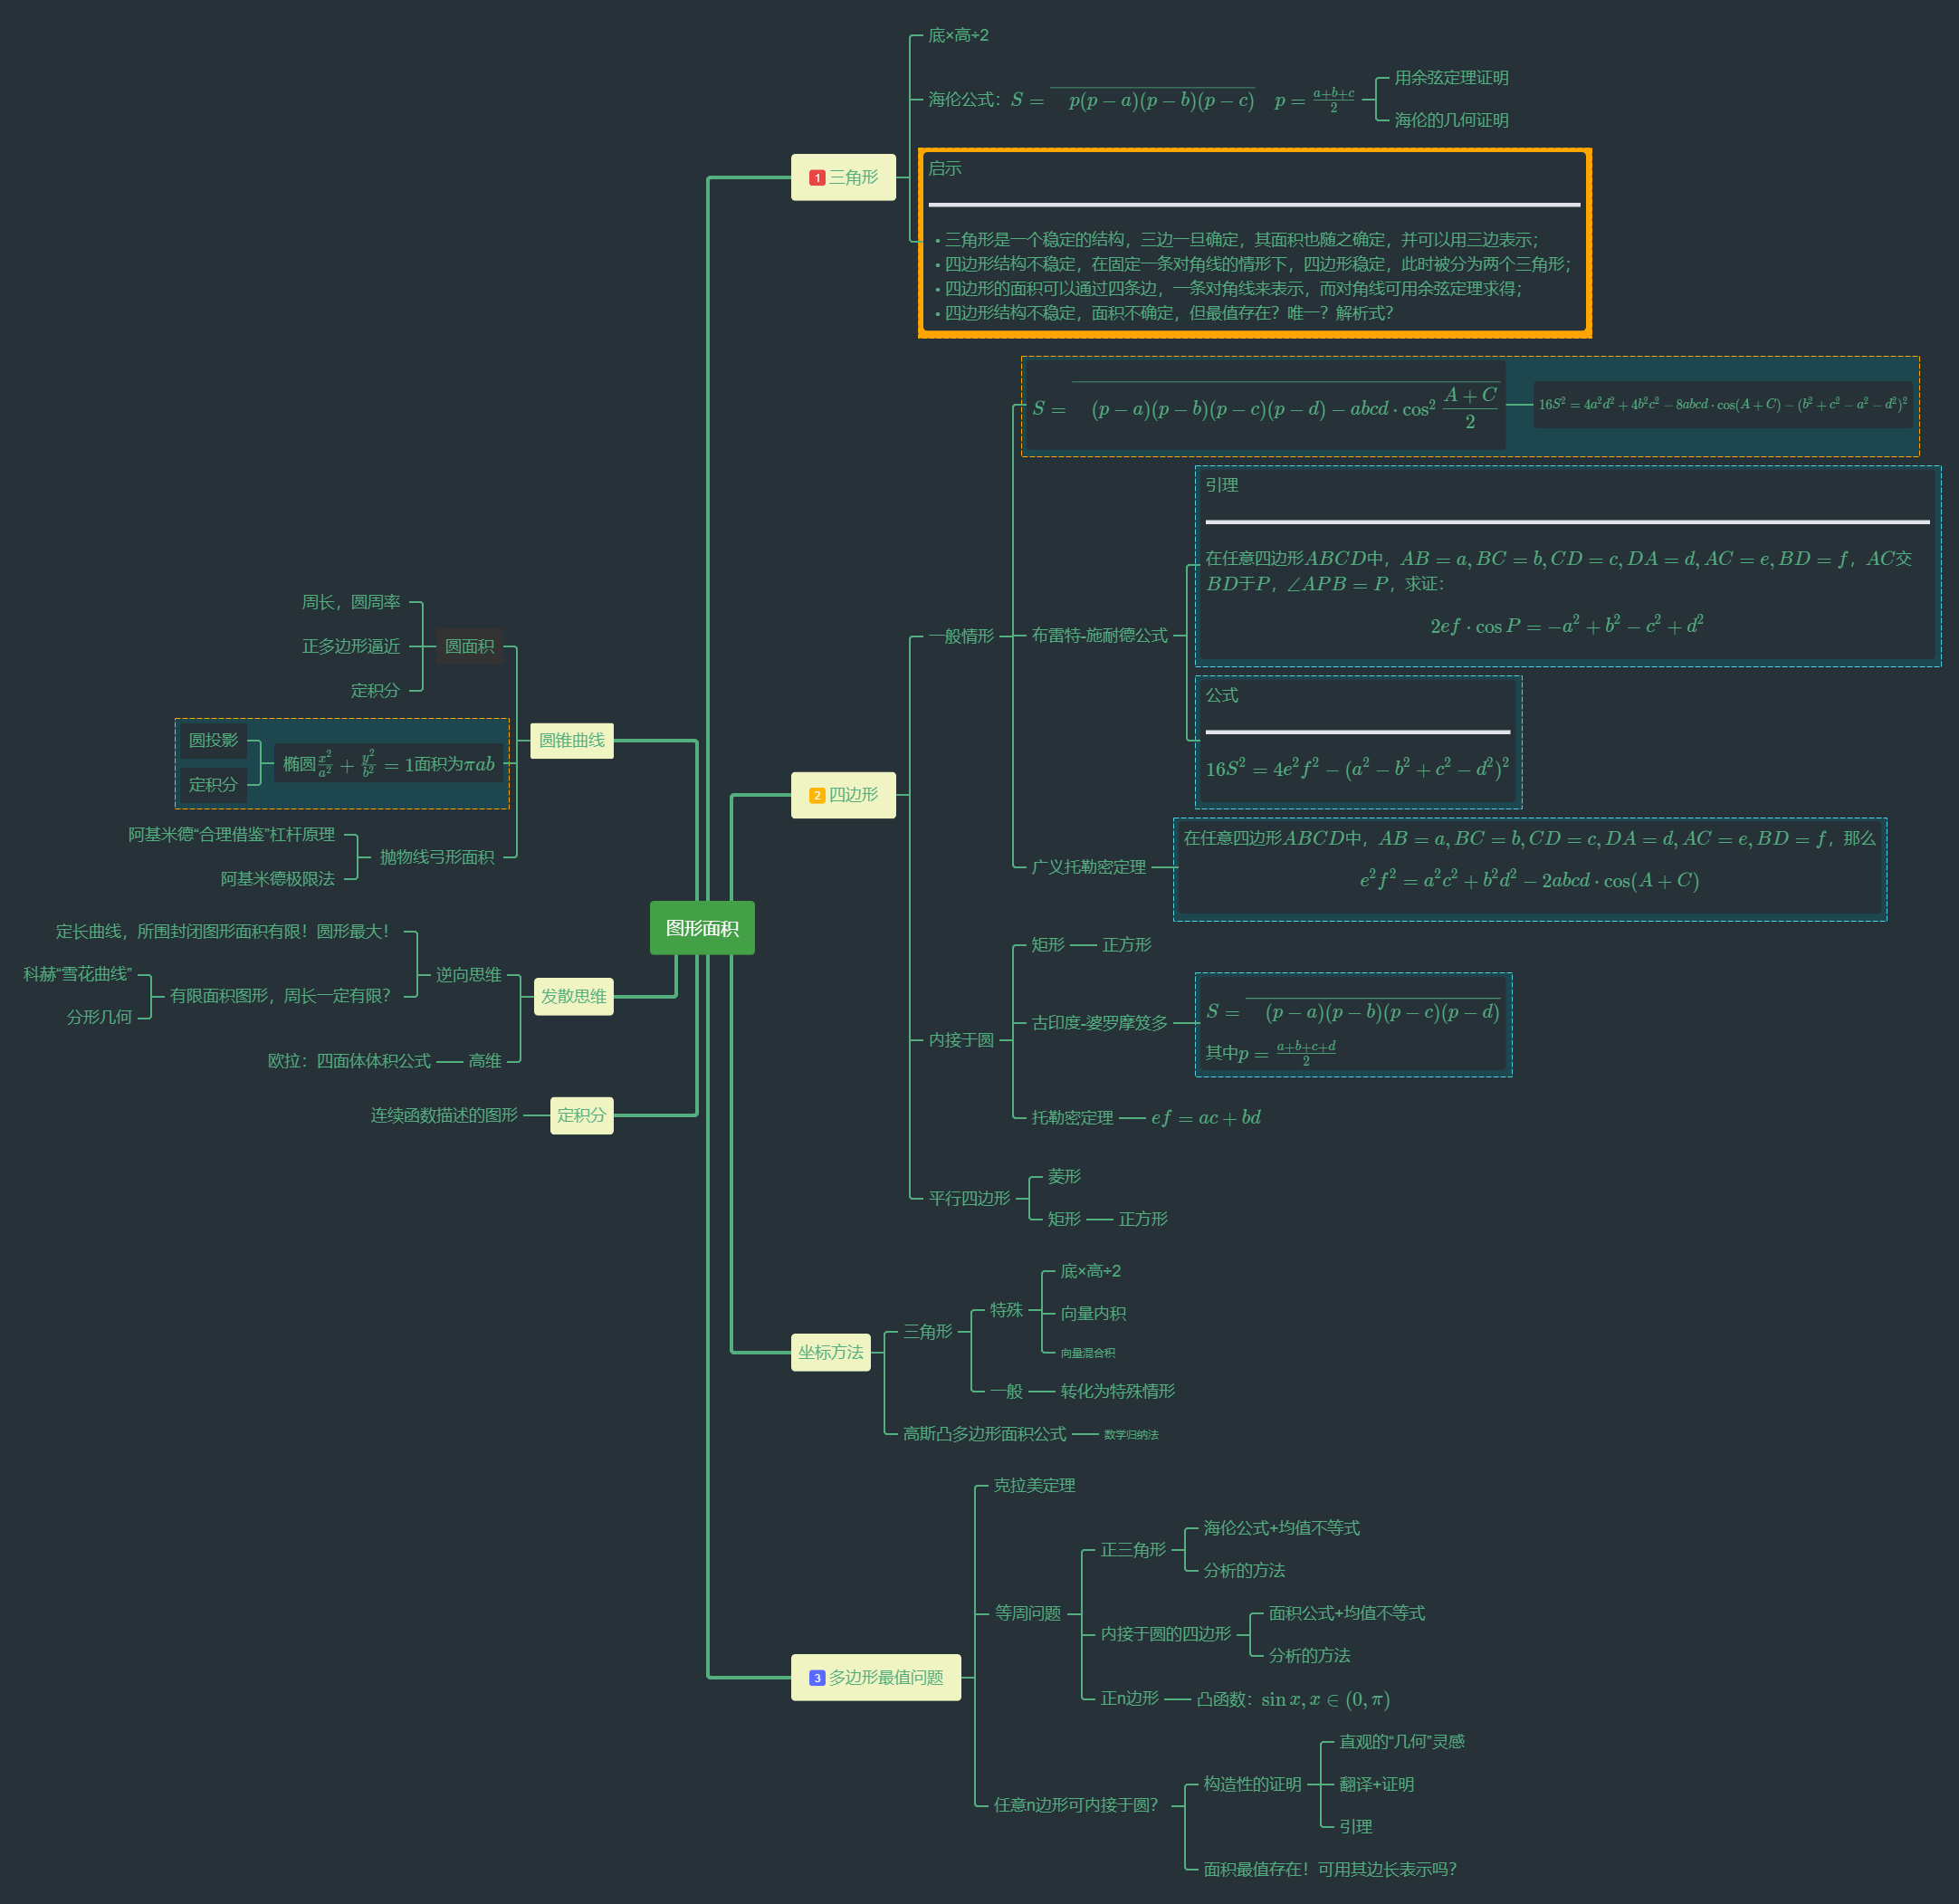 图形面积
1 三角形
底×高÷2
海伦公式：$S = \sqrt{p(p-a)(p-b)(p-c)}$ $p = \frac{a+b+c}{2}$
用余弦定理证明
海伦的几何证明
启示
• 三角形是一个稳定的结构，三边一旦确定，其面积也随之确定，并可以用三边表示；
• 四边形结构不稳定，在固定一条对角线的情形下，四边形稳定，此时被分为两个三角形；
• 四边形的面积可以通过四条边，一条对角线来表示，而对角线可用余弦定理求得；
• 四边形结构不稳定，面积不确定，但最值存在？唯一？解析式？
2 四边形
一般情形
$S = \sqrt{(p-a)(p-b)(p-c)(p-d) - abcd \cdot \cos^2 \frac{A+C}{2}}$
$16S^2 = 4a^2d^2 + 4b^2c^2 - 8abcd \cdot \cos(A+C) - (b^2+c^2-a^2-d^2)^2$
布雷特-施耐德公式
引理
在任意四边形$ABCD$中，$AB = a, BC = b, CD = c, DA = d, AC = e, BD = f$，$AC$交
$BD$于$P$，$\angle APB = P$，求证：
$2ef \cdot \cos P = -a^2 + b^2 - c^2 + d^2$
公式
$16S^2 = 4e^2f^2 - (a^2 - b^2 + c^2 - d^2)^2$
广义托勒密定理
在任意四边形$ABCD$中，$AB = a, BC = b, CD = c, DA = d, AC = e, BD = f$，那么
$e^2f^2 = a^2c^2 + b^2d^2 - 2abcd \cdot \cos(A+C)$
内接于圆
矩形
正方形
古印度-婆罗摩笈多
$S = \sqrt{(p-a)(p-b)(p-c)(p-d)}$
其中$p = \frac{a+b+c+d}{2}$
托勒密定理
$ef = ac + bd$
平行四边形
菱形
矩形
正方形
坐标方法
三角形
特殊
底×高÷2
向量内积
向量混合积
一般
转化为特殊情形
高斯凸多边形面积公式
数学归纳法
3 多边形最值问题
克拉美定理
等周问题
正三角形
海伦公式+均值不等式
分析的方法
内接于圆的四边形
面积公式+均值不等式
分析的方法
正n边形
凸函数：$\sin x, x \in (0, \pi)$
任意n边形可内接于圆？
构造性的证明
直观的“几何”灵感
翻译+证明
引理
面积最值存在！可用其边长表示吗？
圆锥曲线
圆面积
周长，圆周率
正多边形逼近
定积分
椭圆$\frac{x^2}{a^2} + \frac{y^2}{b^2} = 1$面积为$\pi ab$
圆投影
定积分
抛物线弓形面积
阿基米德“合理借鉴”杠杆原理
阿基米德极限法
发散思维
逆向思维
定长曲线，所围封闭图形面积有限！圆形最大！
有限面积图形，周长一定有限？
科赫“雪花曲线”
分形几何
高维
欧拉：四面体体积公式
定积分
连续函数描述的图形